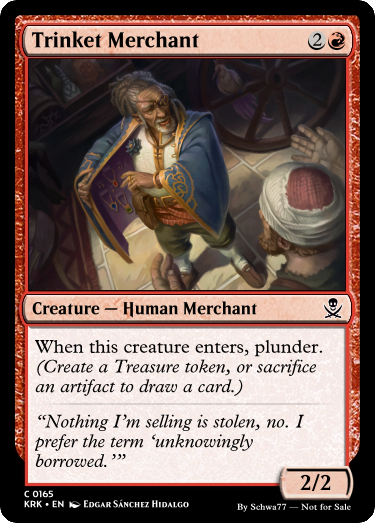 Trinket Merchant 2
Creature — Human Merchant
When this creature enters, plunder.
(Create a Treasure token, or sacrifice
an artifact to draw a card.)
“Nothing I’m selling is stolen, no. I
prefer the term ‘unknowingly
borrowed.’”
2/2
C 0165
KRK • EN Edgar Sánchez Hidalgo
By Schwa77 — Not for Sale